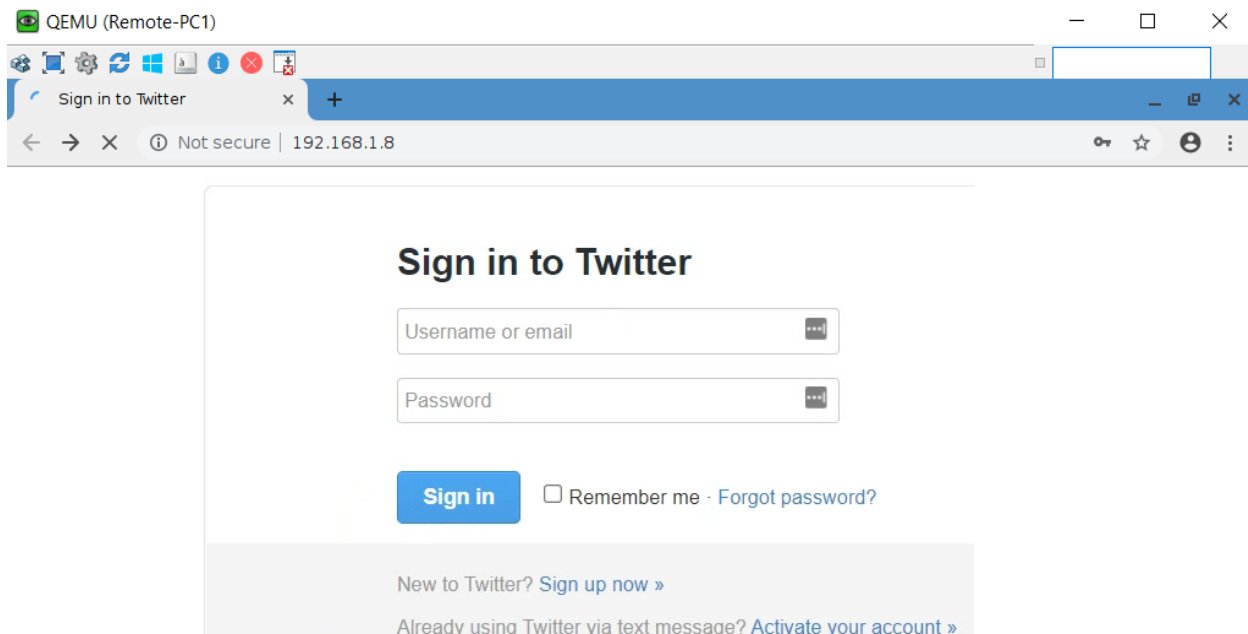 QEMU (Remote-PC1)
Sign in to Twitter
Not secure | 192.168.1.8
Sign in to Twitter
Username or email
Password
Sign in Remember me · Forgot password?
New to Twitter? Sign up now »
Already using Twitter via text message? Activate your account »